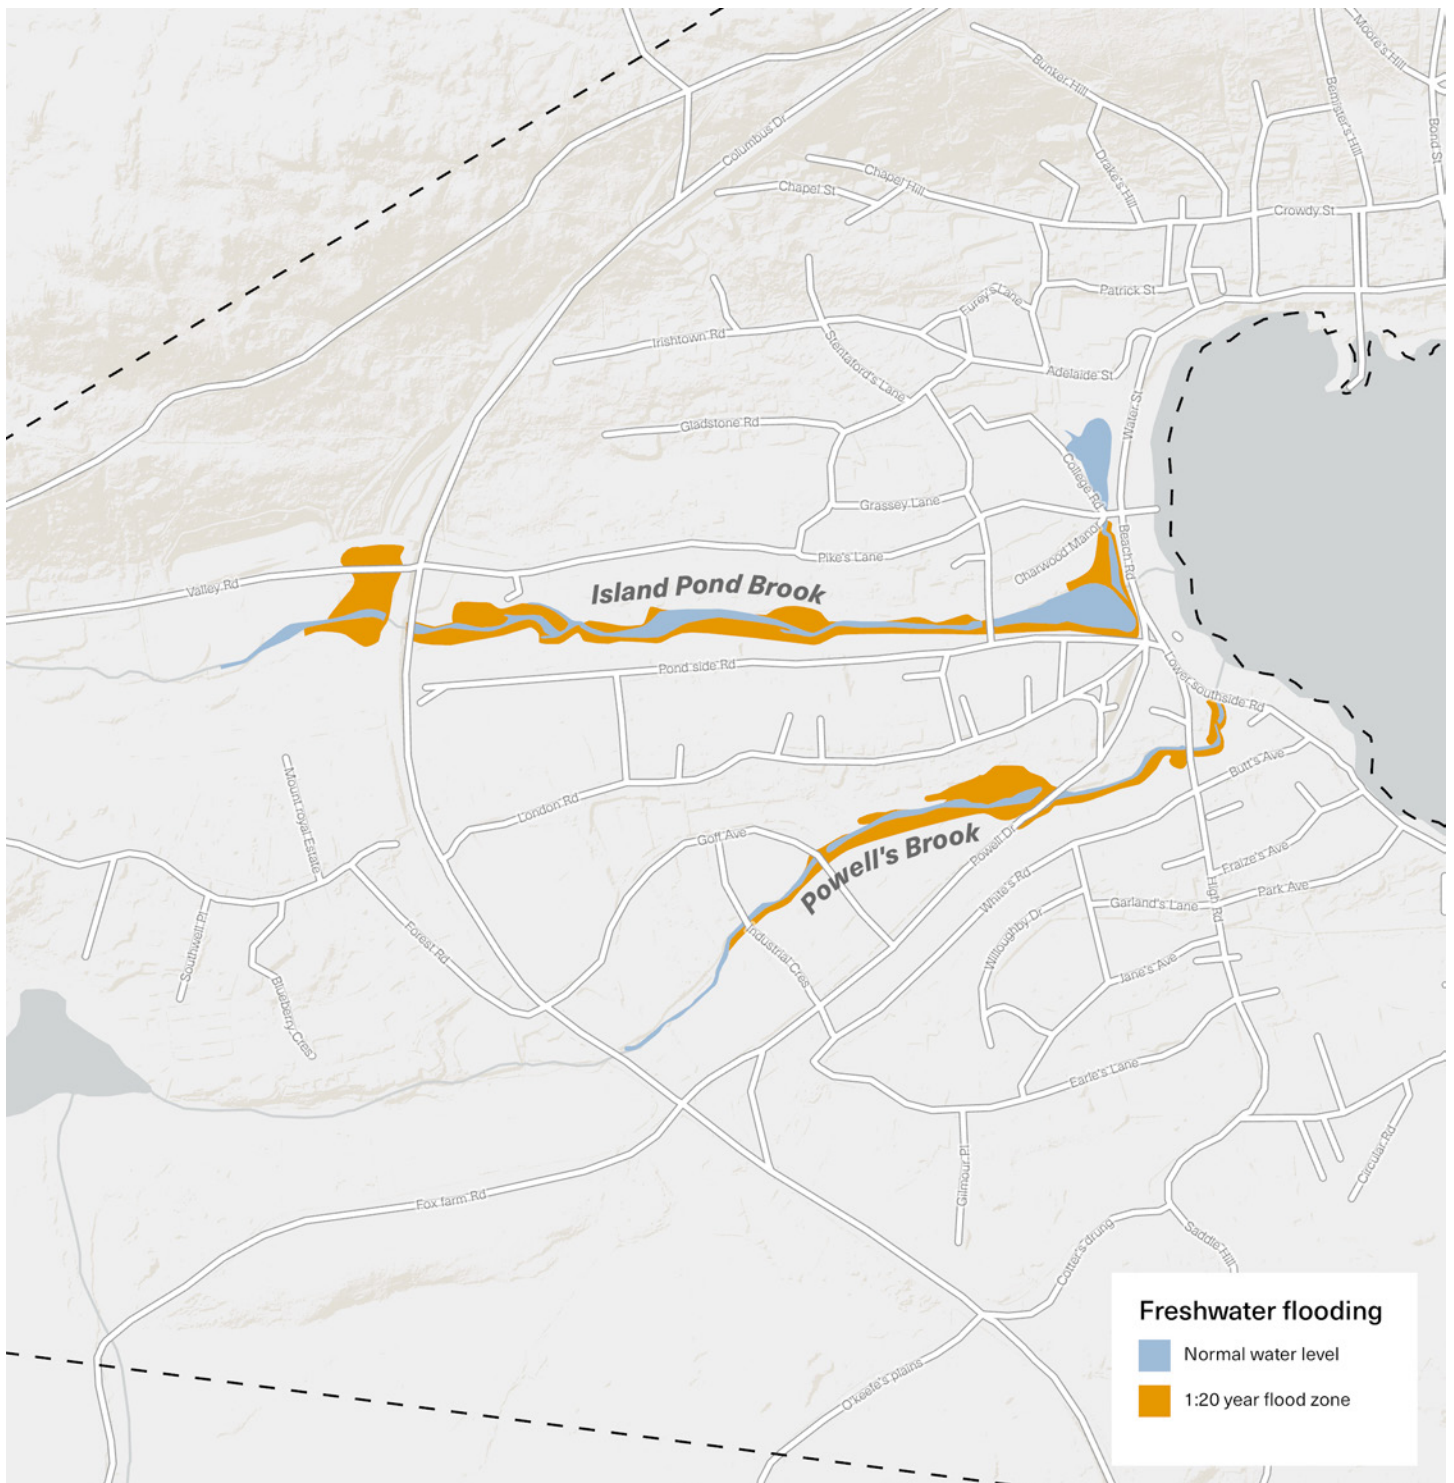 Moore's Hill
Bunker Hill
Bemister's Hill
Bond St
Columbus Dr
Drake's Hill
Chapel Hill
Chapel St
Crowdy St
Patrick St
Furey's Lane
Irishtown Rd
Stentaford's Lane
Adelaide St
Water St
Gladstone Rd
College Rd
Grassey Lane
Charwood Manor
Beach Rd
Pike's Lane
Valley Rd
Island Pond Brook
Pond side Rd
Lower southside Rd
Butt's Ave
Mount royal Estate
London Rd
Goff Ave
Powell Dr
Powell's Brook
White's Rd
Fraize's Ave
Park Ave
High Rd
Garland's Lane
Willoughby Dr
Southwell Pl
Forest Rd
Industrial Cres
Jane's Ave
Blueberry Cres
Earle's Lane
Gilmour Pl
Circular Rd
Fox farm Rd
Cotter's drung
Saddle Hill
O'keefe's plains
Freshwater flooding
Normal water level
1:20 year flood zone